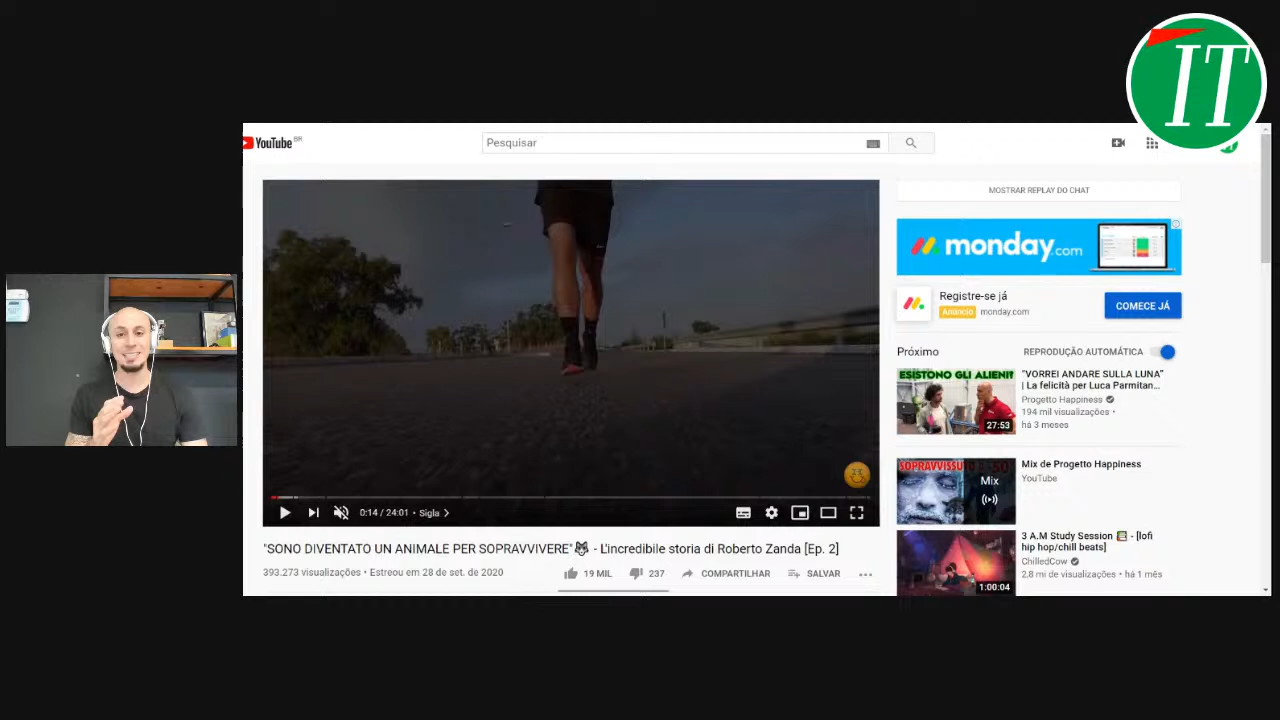 IT
YouTube BR
Pesquisar
MOSTRAR REPLAY DO CHAT
monday.com
Registre-se já
Anúncio monday.com
COMECE JÁ
Próximo
REPRODUÇÃO AUTOMÁTICA
ESISTONO GLI ALIENI?
27:53
"VORREI ANDARE SULLA LUNA"
| La felicità per Luca Parmitan...
Progetto Happiness
194 mil visualizações •
há 3 meses
Mix
Mix de Progetto Happiness
YouTube
1:00:04
3 A.M Study Session - [lofi
hip hop/chill beats]
ChilledCow
2,8 mi de visualizações • há 1 mês
0:14 / 24:01 • Sigla
"SONO DIVENTATO UN ANIMALE PER SOPRAVVIVERE"🐺 - L'incredibile storia di Roberto Zanda [Ep. 2]
393.273 visualizações • Estreou em 28 de set. de 2020
19 MIL
237
COMPARTILHAR
SALVAR